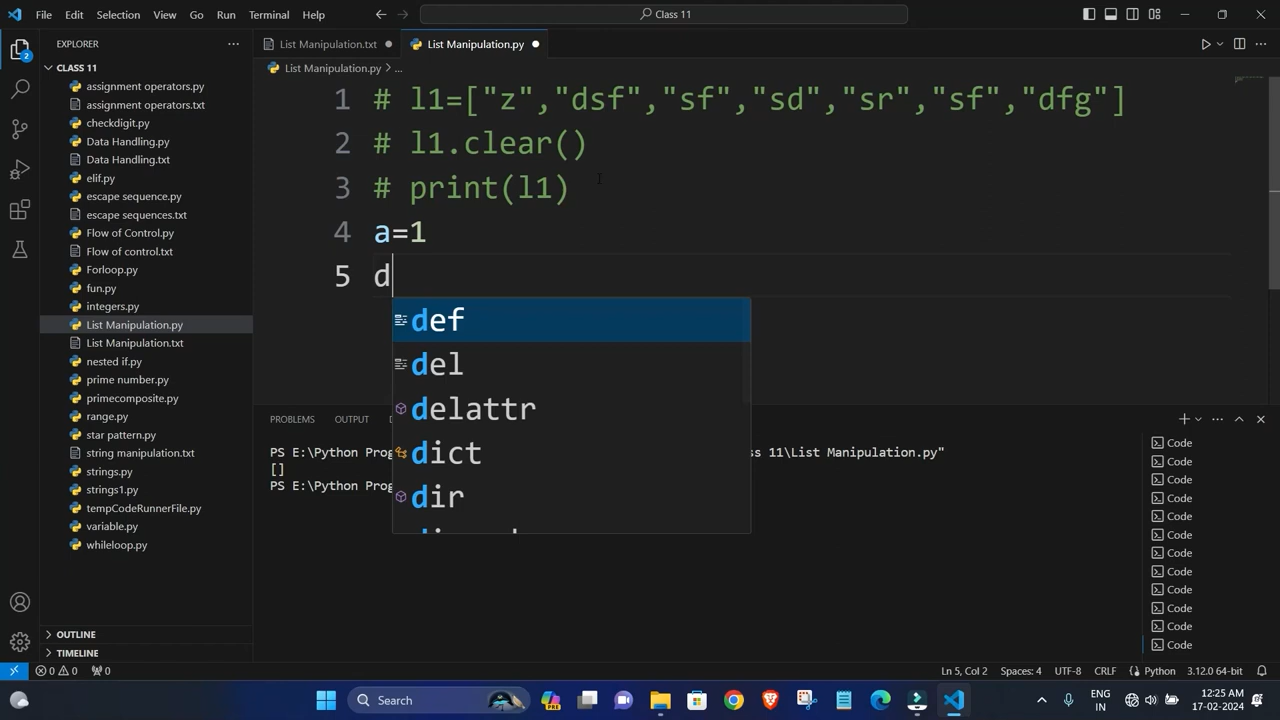 File Edit Selection View Go Run Terminal Help
Class 11
EXPLORER
List Manipulation.txt
List Manipulation.py
CLASS 11
List Manipulation.py > ...
assignment operators.py
assignment operators.txt
checkdigit.py
Data Handling.py
Data Handling.txt
elif.py
escape sequence.py
escape sequences.txt
Flow of Control.py
Flow of control.txt
Forloop.py
fun.py
integers.py
List Manipulation.py
List Manipulation.txt
nested if.py
prime number.py
primecomposite.py
range.py
star pattern.py
string manipulation.txt
strings.py
strings1.py
tempCodeRunnerFile.py
variable.py
whileloop.py
OUTLINE
TIMELINE
1 # l1=["z","dsf","sf","sd","sr","sf","dfg"]
2 # l1.clear()
3 # print(l1)
4 a=1
5 d
def
del
delattr
dict
dir
PROBLEMS OUTPUT
PS E:\Python Prog
ss 11\List Manipulation.py"
[]
PS E:\Python Prog
Code
Code
Code
Code
Code
Code
Code
Code
Code
Code
Code
Code
2
0 0 0
Ln 5, Col 2 Spaces: 4 UTF-8 CRLF Python 3.12.0 64-bit
Search
PRE
ENG
IN
12:25 AM
17-02-2024